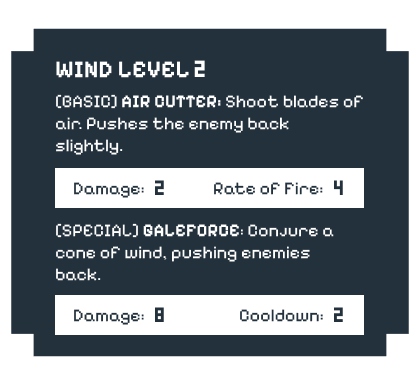 WIND LEVEL 2
(BASIC) AIR CUTTER: Shoot blades of
air. Pushes the enemy back
slightly.
Damage: 2 Rate of Fire: 4
(SPECIAL) GALEFORCE: Conjure a
cone of wind, pushing enemies
back.
Damage: 8 Cooldown: 2